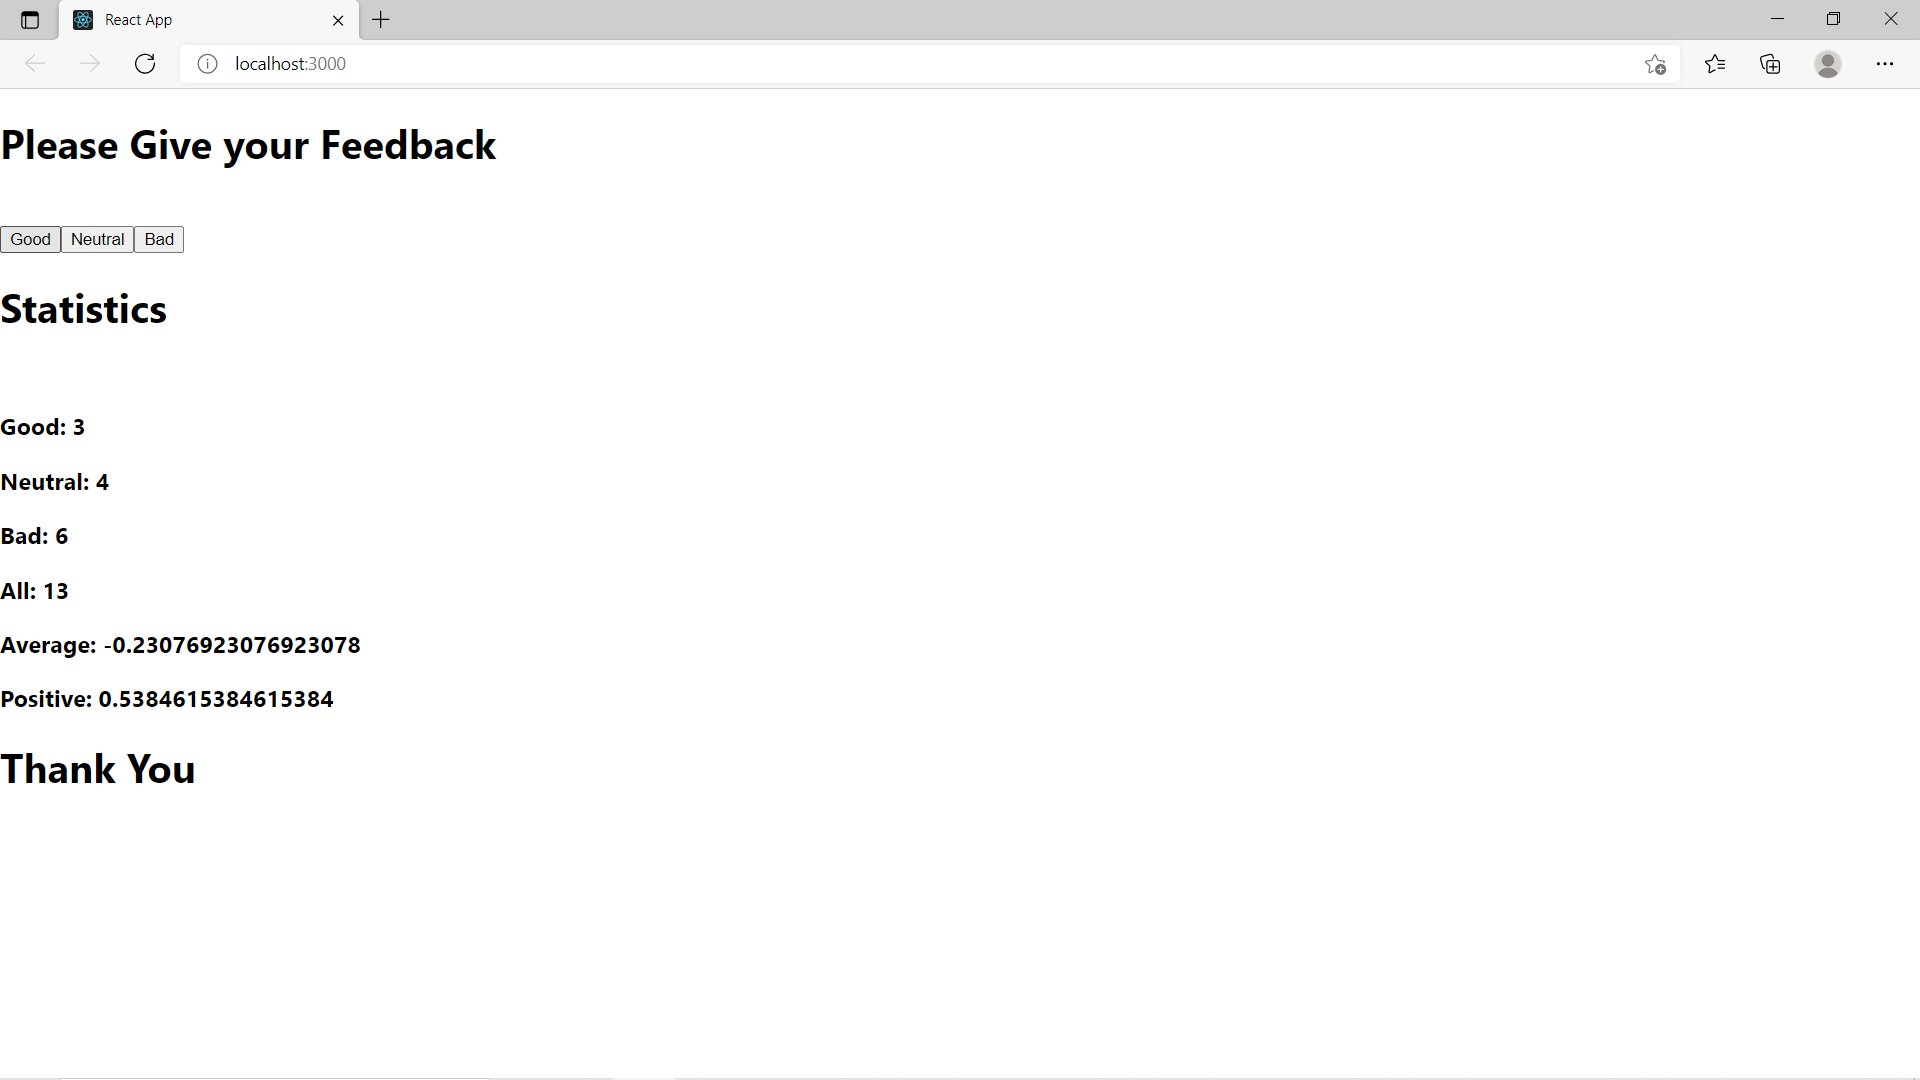 React App
localhost:3000
Please Give your Feedback
Good Neutral Bad
Statistics
Good: 3
Neutral: 4
Bad: 6
All: 13
Average: -0.23076923076923078
Positive: 0.5384615384615384
Thank You